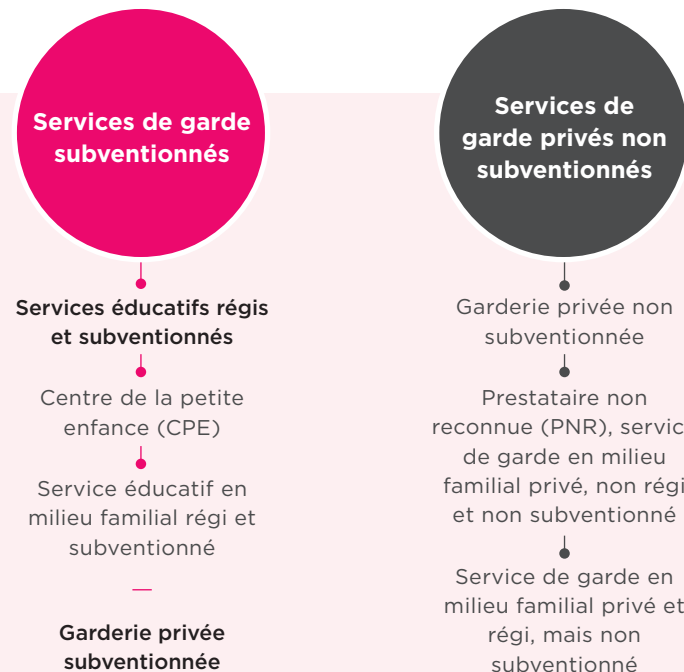 Services de garde
subventionnés
Services éducatifs régis
et subventionnés
Centre de la petite
enfance (CPE)
Service éducatif en
milieu familial régi et
subventionné
—
Garderie privée
subventionnée
Services de
garde privés non
subventionnés
Garderie privée non
subventionnée
Prestataire non
reconnue (PNR), servic
de garde en milieu
familial privé, non régi
et non subventionné
Service de garde en
milieu familial privé et
régi, mais non
subventionné